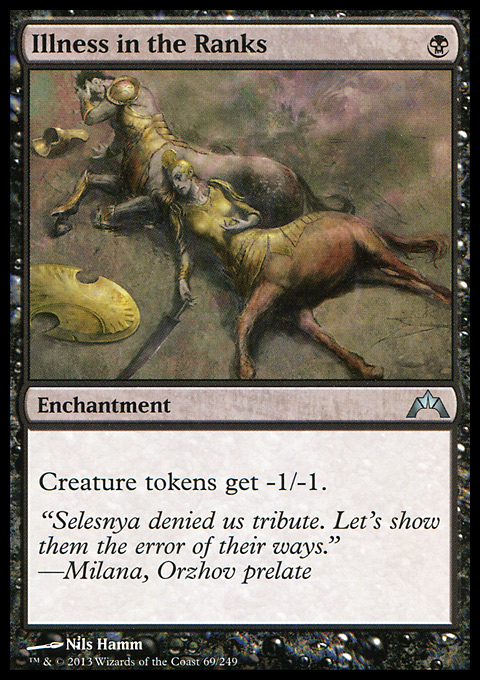 Illness in the Ranks
Enchantment
Creature tokens get -1/-1.
“Selesnya denied us tribute. Let’s show
them the error of their ways.”
—Milana, Orzhov prelate
Nils Hamm
™ & © 2013 Wizards of the Coast 69/249